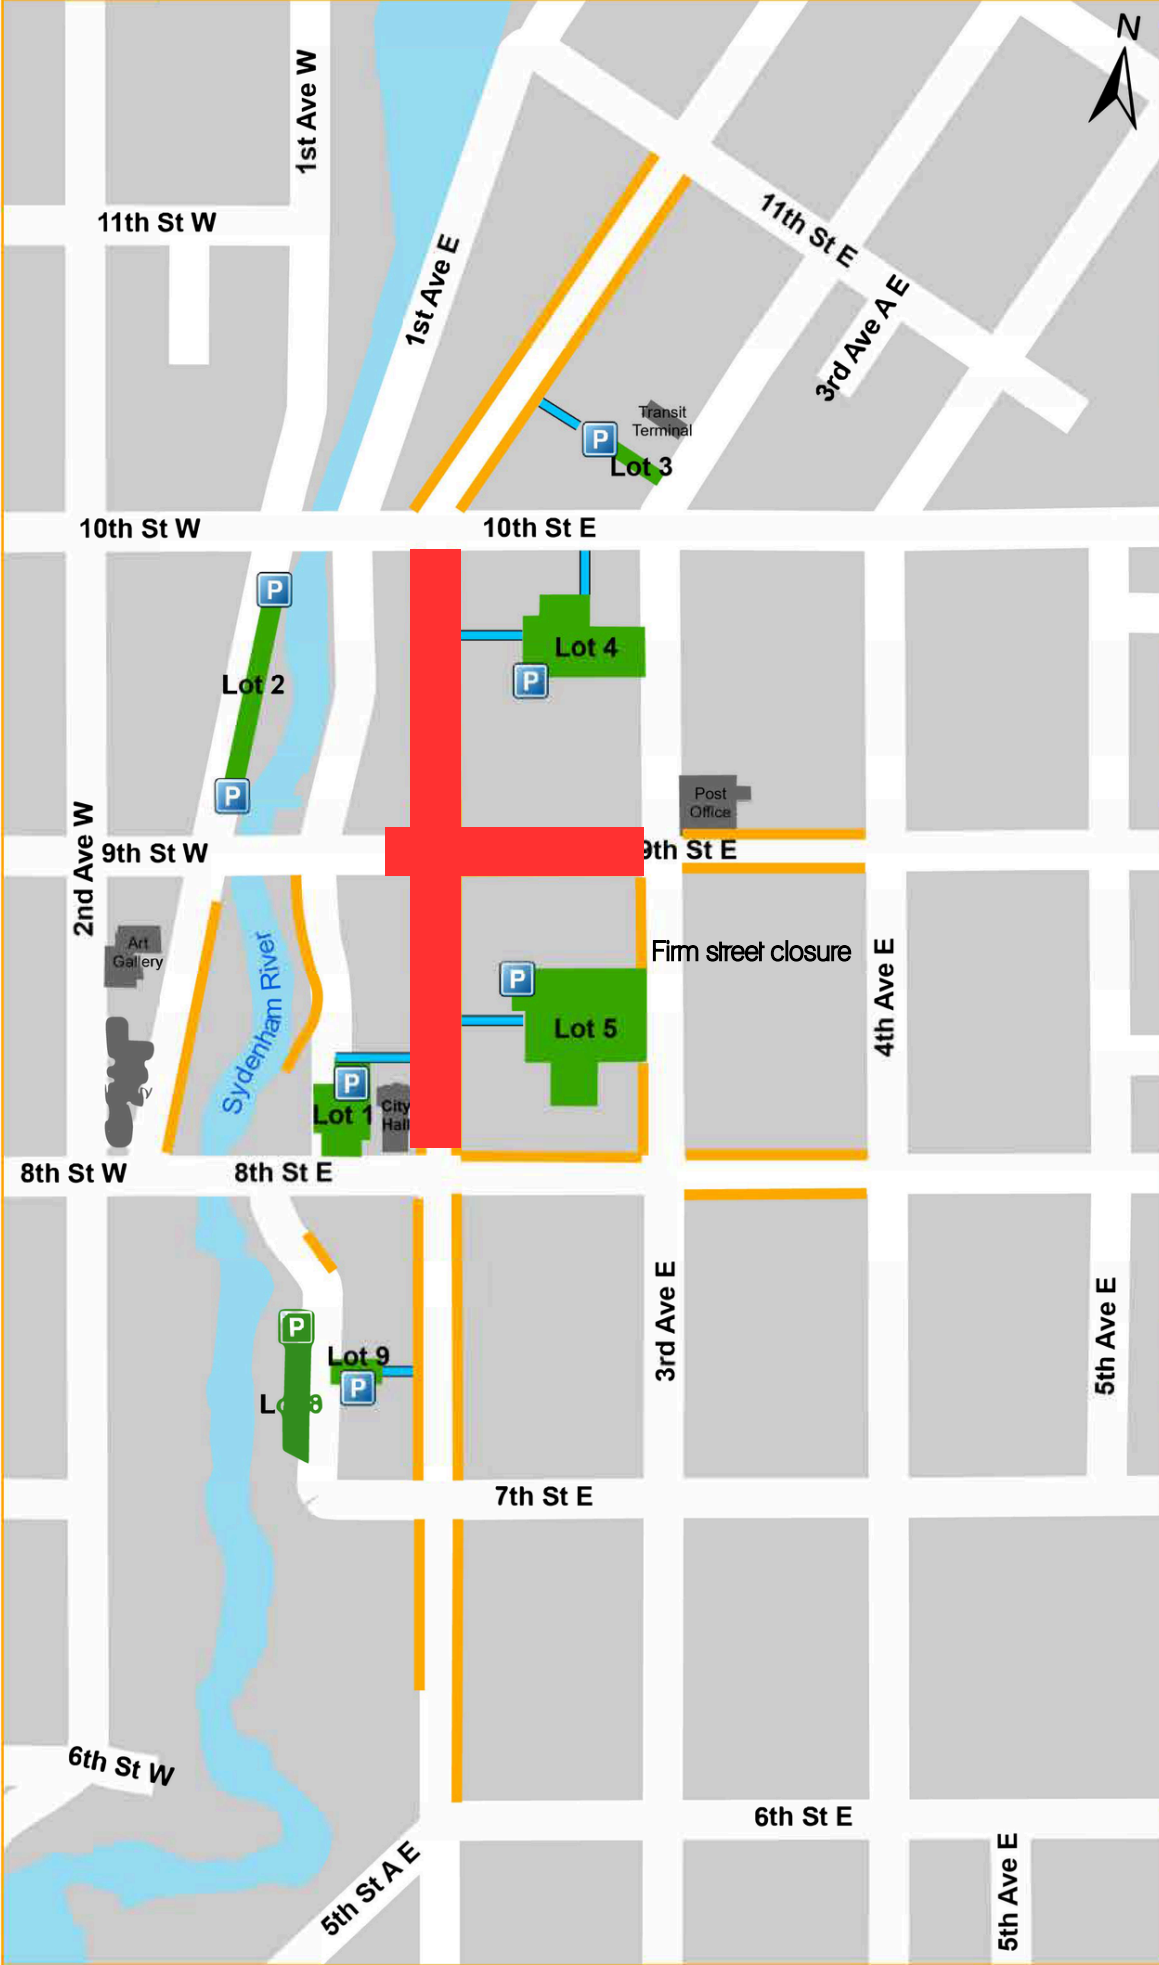 N
1st Ave W
11th St W
11th St E
1st Ave E
3rd Ave A E
Transit
Terminal
P
Lot 3
10th St W
10th St E
P
Lot 4
P
Lot 2
P
Post
Office
2nd Ave W
9th St W
9th St E
Art
Gallery
Firm street closure
4th Ave E
Sydenham River
P
Lot 5
P
Lot 1
City
Hall
8th St W
8th St E
3rd Ave E
5th Ave E
P
Lot 9
P
7th St E
6th St W
6th St E
5th St A E
5th Ave E